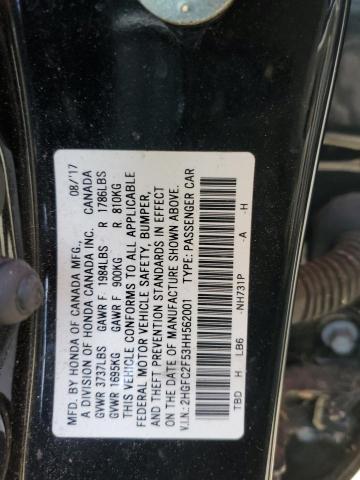 MFD. BY HONDA OF CANADA MFG., 08/'17
A DIVISION OF HONDA CANADA INC. CANADA
GVWR 3737LBS GAWR F 1984LBS R 1786LBS
GVWR 1695KG GAWR F 900KG R 810KG
THIS VEHICLE CONFORMS TO ALL APPLICABLE
FEDERAL MOTOR VEHICLE SAFETY, BUMPER,
AND THEFT PREVENTION STANDARDS IN EFFECT
ON THE DATE OF MANUFACTURE SHOWN ABOVE.
V.I.N.: 2HGFC2F53HH562001 TYPE: PASSENGER CAR
TBD H LB6 -NH731P -A -H